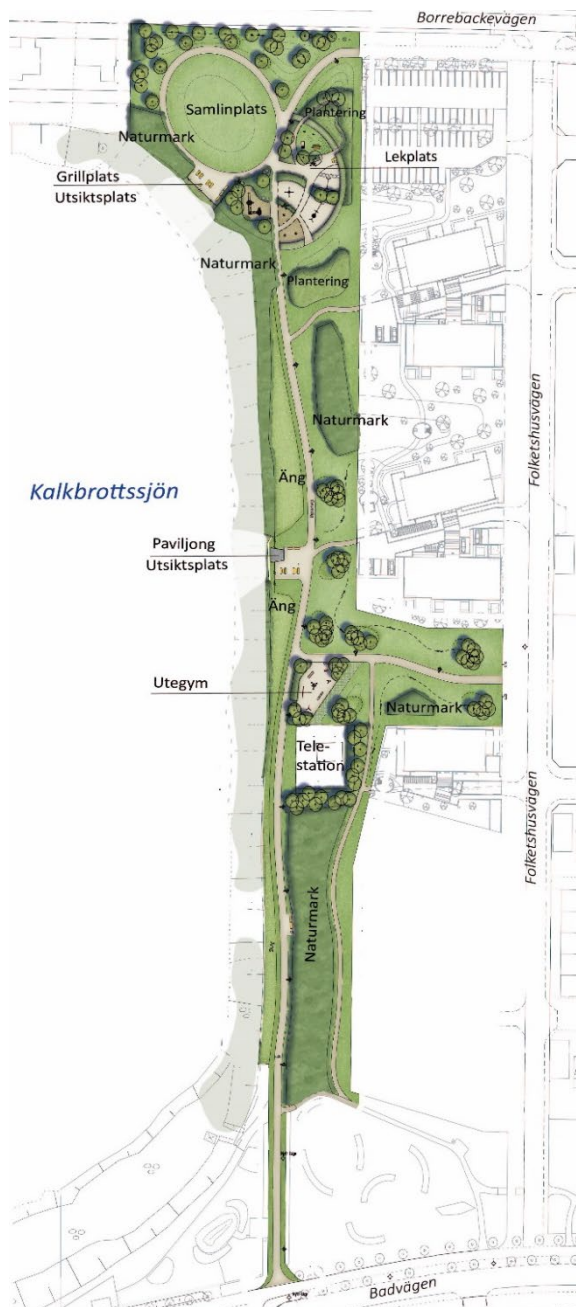 Borrebackevägen
Samlinplats
Plantering
Naturmark
Lekplats
Grillplats
Utsiktsplats
Naturmark
Plantering
Folketshusvägen
Naturmark
Äng
Kalkbrottssjön
Paviljong
Utsiktsplats
Äng
Utegym
Naturmark
Tele-
station
Folketshusvägen
Naturmark
Äng
Badvägen